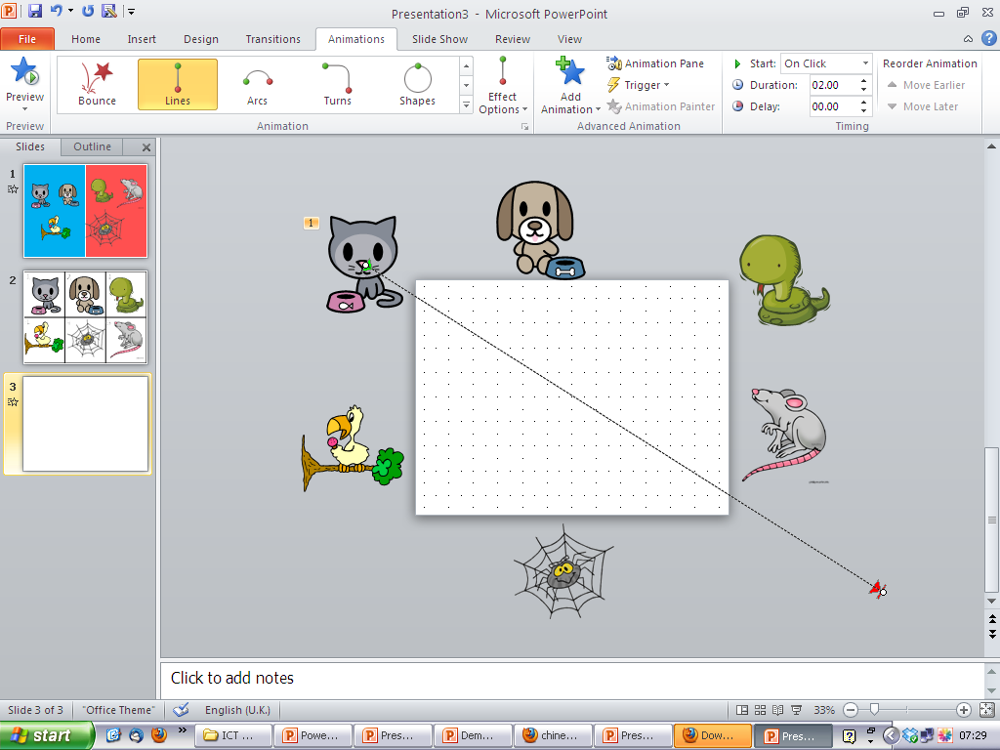 Presentation3 - Microsoft PowerPoint
File Home Insert Design Transitions Animations Slide Show Review View
Preview
Bounce Lines Arcs Turns Shapes
Effect Options
Add Animation
Animation Pane
Trigger
Animation Painter
Start: On Click
Duration: 02.00
Delay: 00.00
Reorder Animation
Move Earlier
Move Later
Preview Animation Advanced Animation Timing
Slides Outline
1
2
3
1
Click to add notes
Slide 3 of 3 "Office Theme" English (U.K.) 33%
start ICT ... Powe... Pres... Dem... chine... Pres... Dow... Pres... 07:29